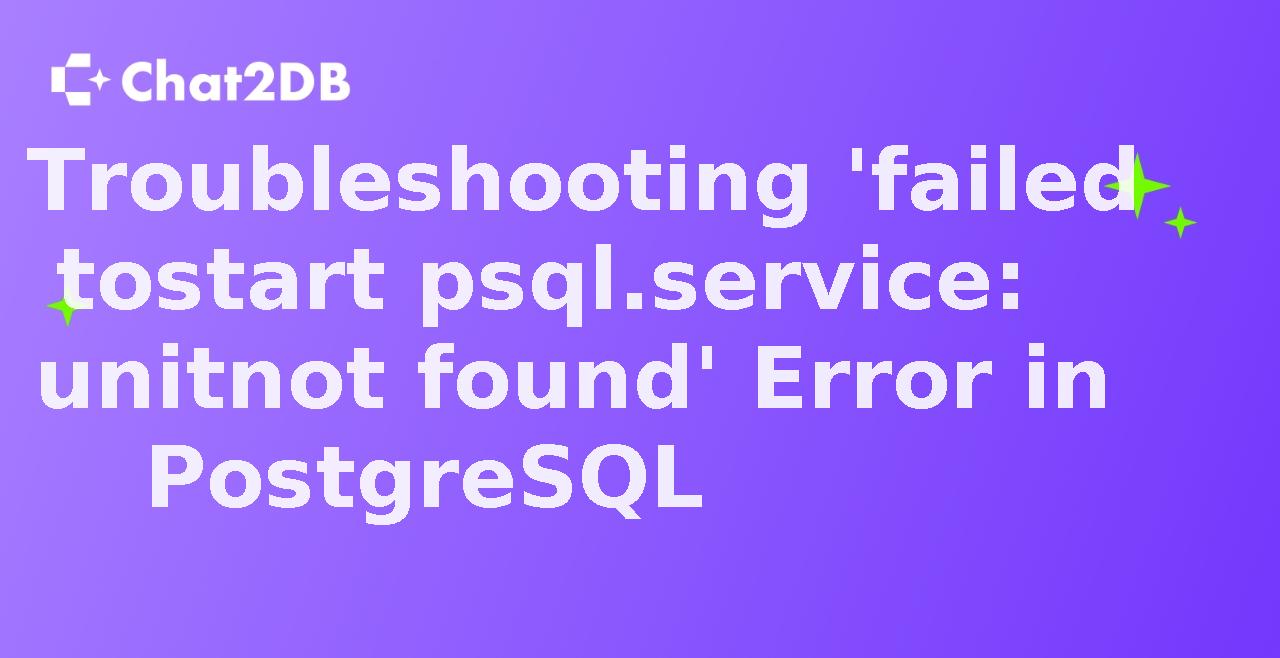 Chat2DB
Troubleshooting 'failed
tostart psql.service:
unitnot found' Error in
PostgreSQL